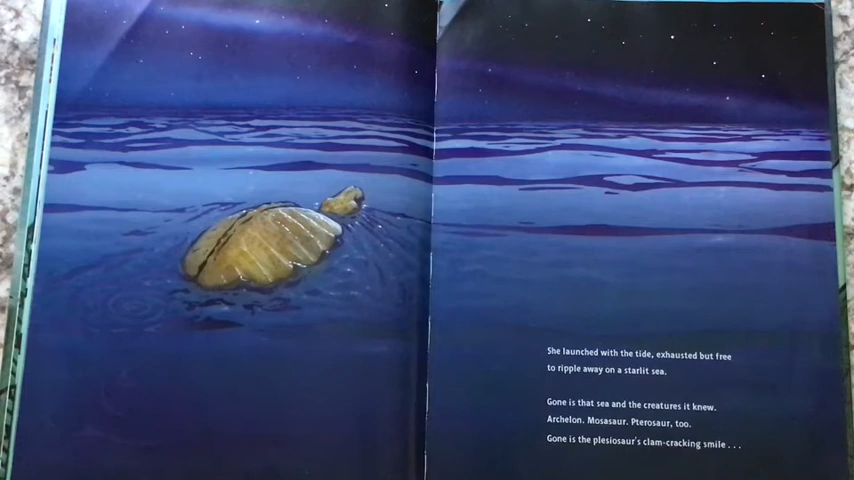 She launched with the tide, exhausted but free
to ripple away on a starlit sea.
Gone is that sea and the creatures it knew.
Archelon. Mosasaur. Pterosaur, too.
Gone is the plesiosaur's clam-cracking smile . . .